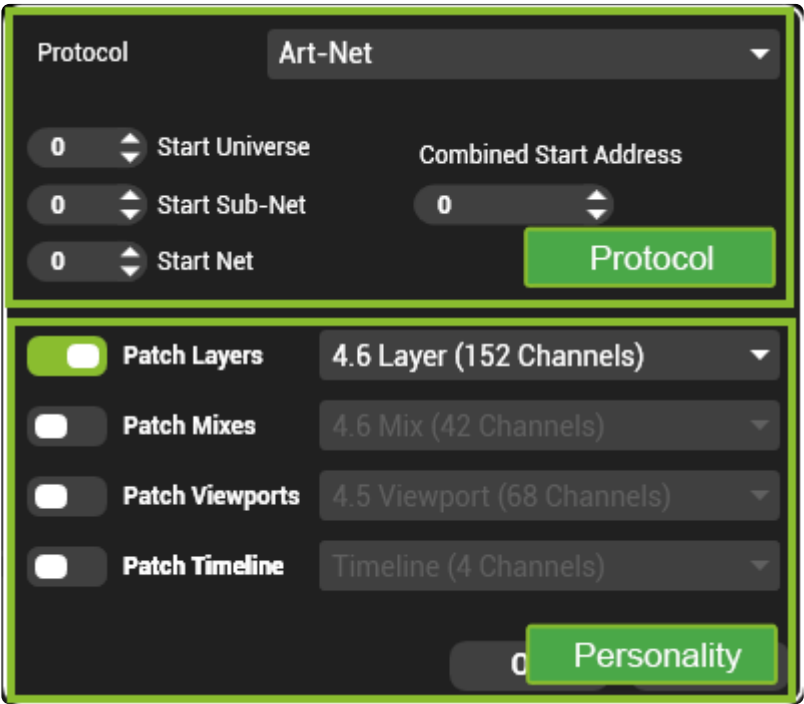 Protocol Art-Net
0 Start Universe
Combined Start Address
0 Start Sub-Net 0
0 Start Net
Protocol
Patch Layers 4.6 Layer (152 Channels)
Patch Mixes 4.6 Mix (42 Channels)
Patch Viewports 4.5 Viewport (68 Channels)
Patch Timeline Timeline (4 Channels)
Personality